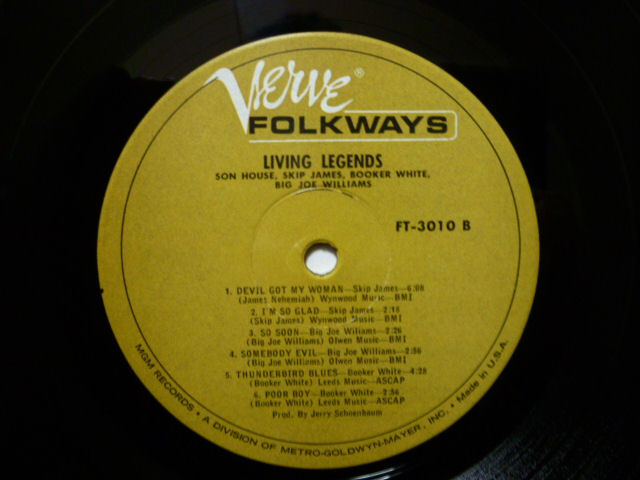 Verve®
FOLKWAYS
LIVING LEGENDS
SON HOUSE, SKIP JAMES, BOOKER WHITE,
BIG JOE WILLIAMS
FT-3010 B
1. DEVIL GOT MY WOMAN—Skip James—6:08
(James Nehemiah) Wynwood Music—BMI
2. I'M SO GLAD—Skip James—2:18
(Skip James) Wynwood Music—BMI
3. SO SOON—Big Joe Williams—2:26
(Big Joe Williams) Olwen Music—BMI
4. SOMEBODY EVIL—Big Joe Williams—2:56
(Big Joe Williams) Olwen Music—BMI
5. THUNDERBIRD BLUES—Booker White—4:28
(Booker White) Leeds Music—ASCAP
6. POOR BOY—Booker White—2:56
(Booker White) Leeds Music—ASCAP
Prod. By Jerry Schoenbaum
MGM RECORDS • A DIVISION OF METRO-GOLDWYN-MAYER, INC. • Made in U.S.A.